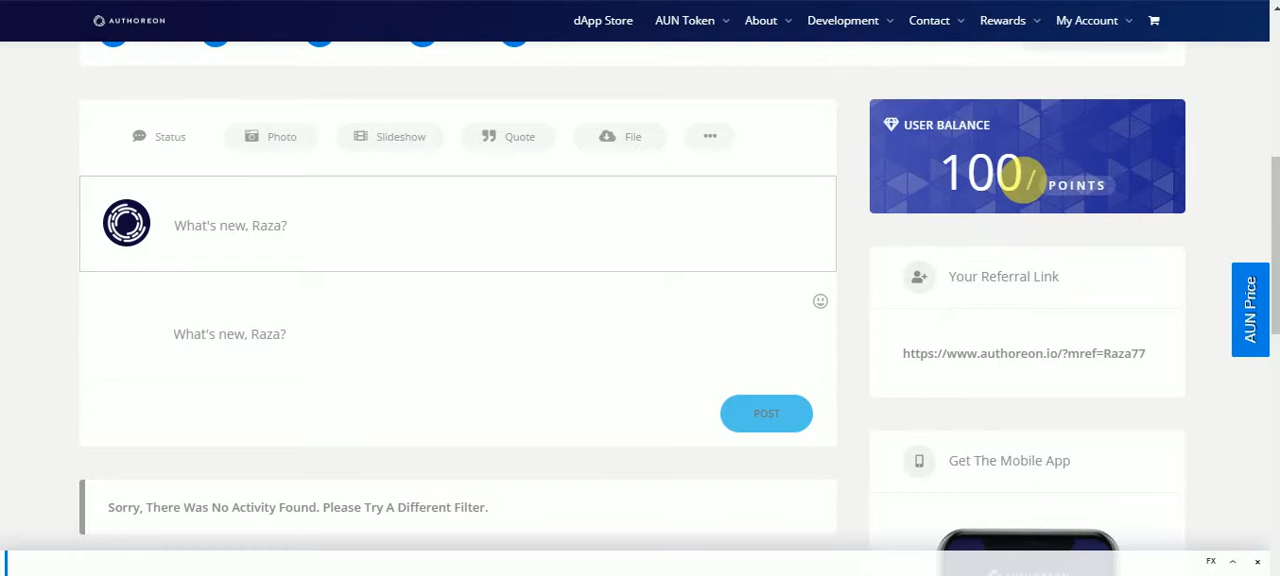 AUTHOREON
dApp Store
AUN Token
About
Development
Contact
Rewards
My Account
Status
Photo
Slideshow
Quote
File
What's new, Raza?
What's new, Raza?
POST
Sorry, There Was No Activity Found. Please Try A Different Filter.
USER BALANCE
100/ POINTS
Your Referral Link
https://www.authoreon.io/?mref=Raza77
Get The Mobile App
AUTHOREON
AUN Price
FX